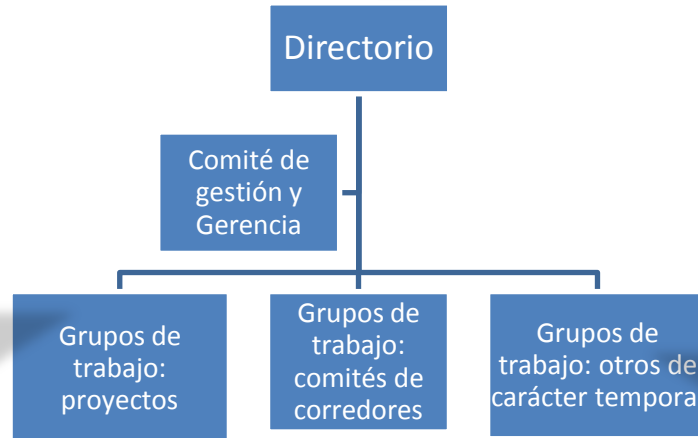 Directorio
Comité de
gestión y
Gerencia
Grupos de
trabajo:
proyectos
Grupos de
trabajo:
comités de
corredores
Grupos de
trabajo: otros de
carácter tempora